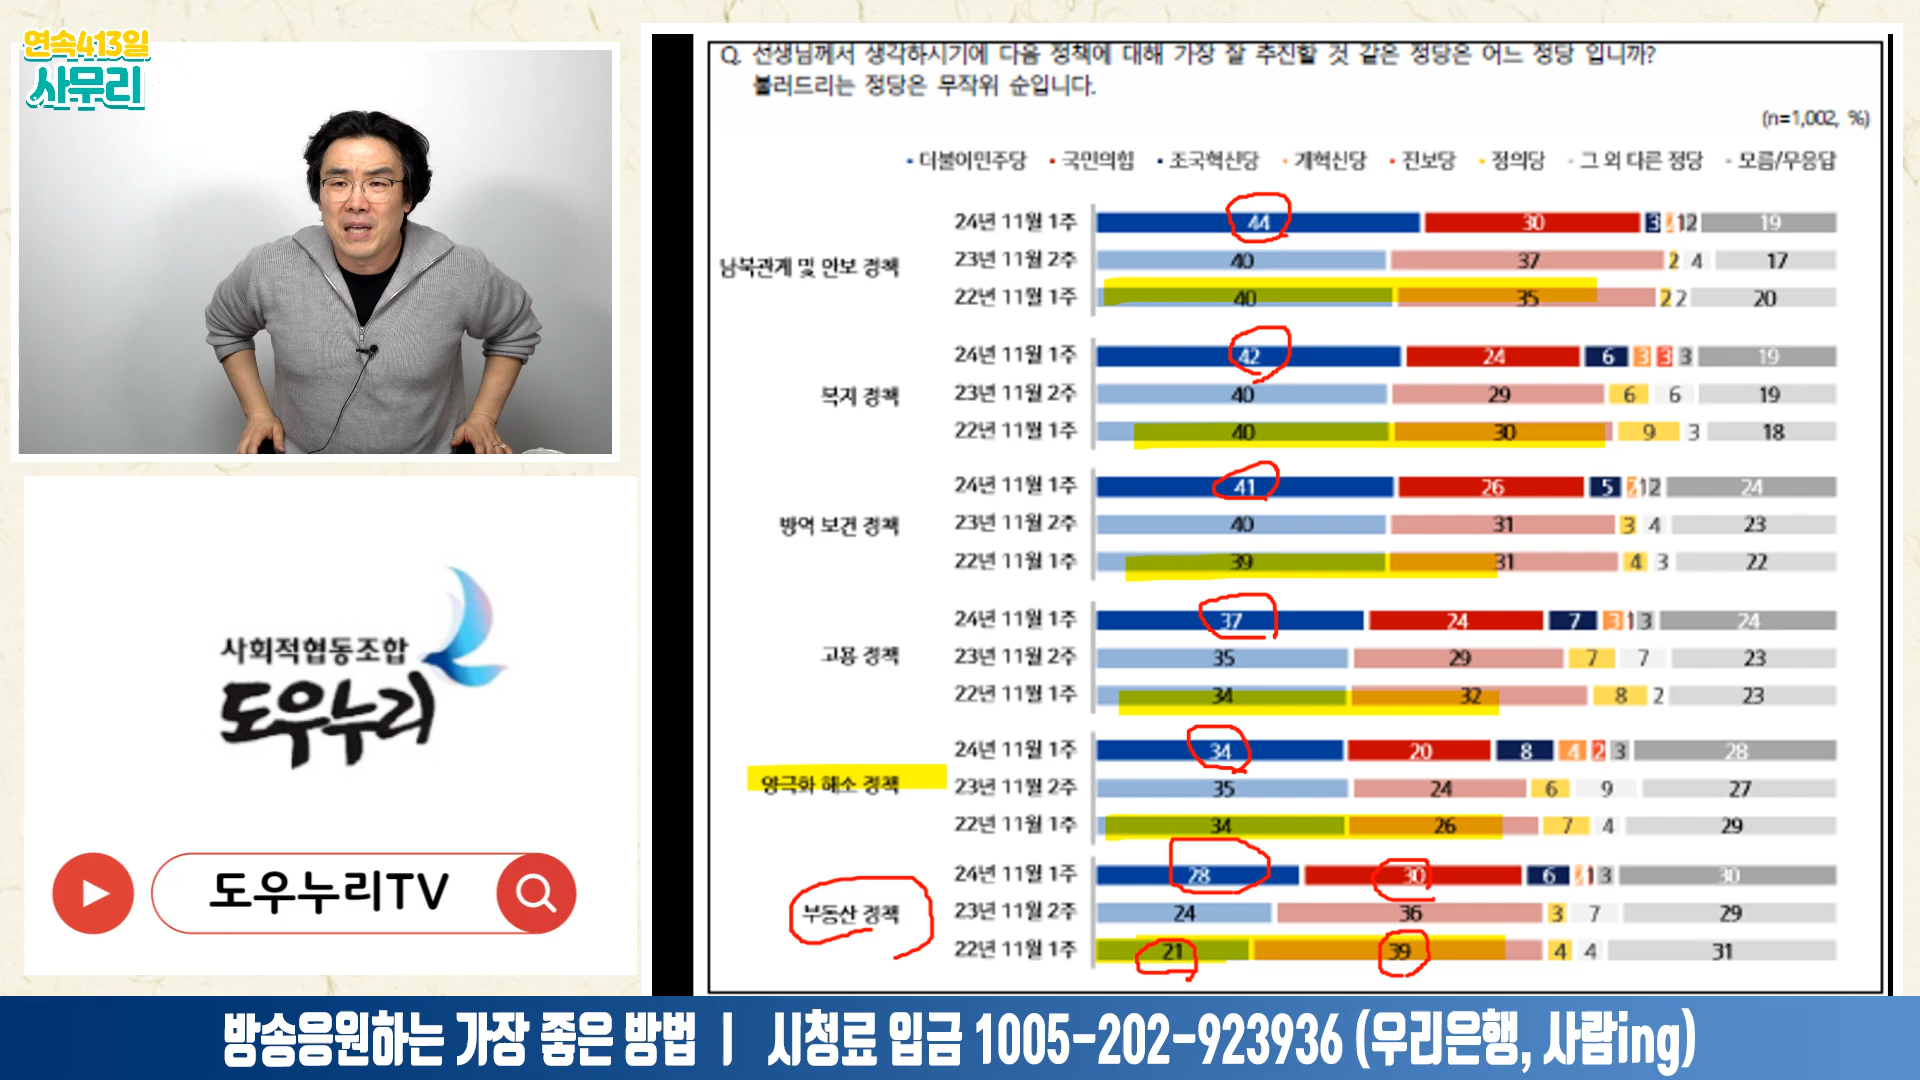 연속413일
사무리
Q. 선생님께서 생각하시기에 다음 정책에 대해 가장 잘 추진할 것 같은 정당은 어느 정당 입니까?
불러드리는 정당은 무작위 순입니다.
(n=1,002, %)
더불어민주당 국민의힘 조국혁신당 개혁신당 진보당 정의당 그 외 다른 정당 모름/무응답
남북관계 및 안보 정책
24년 11월 1주 44 30 3 12 19
23년 11월 2주 40 37 2 4 17
22년 11월 1주 40 35 2 2 20
복지 정책
24년 11월 1주 42 24 6 3 3 3 19
23년 11월 2주 40 29 6 6 19
22년 11월 1주 40 30 9 3 18
방역 보건 정책
24년 11월 1주 41 26 5 12 24
23년 11월 2주 40 31 3 4 23
22년 11월 1주 39 31 4 3 22
고용 정책
24년 11월 1주 37 24 7 3 1 3 24
23년 11월 2주 35 29 7 7 23
22년 11월 1주 34 32 8 2 23
양극화 해소 정책
24년 11월 1주 34 20 8 4 2 3 28
23년 11월 2주 35 24 6 9 27
22년 11월 1주 34 26 7 4 29
부동산 정책
24년 11월 1주 28 30 6 1 3 30
23년 11월 2주 24 36 3 7 29
22년 11월 1주 21 39 4 4 31
사회적협동조합
도우누리
도우누리TV
방송응원하는 가장 좋은 방법 | 시청료 입금 1005-202-923936 (우리은행, 사람ing)